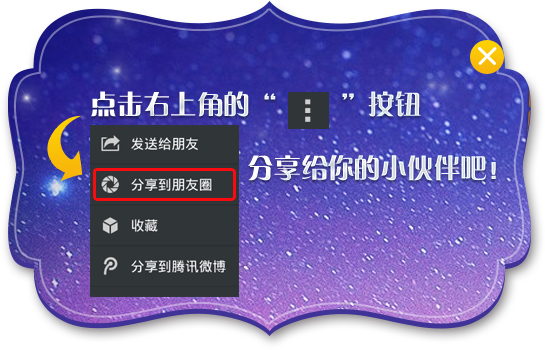 点击右上角的“ ”按钮
发送给朋友
分享到朋友圈
分享给你的小伙伴吧!
收藏
分享到腾讯微博